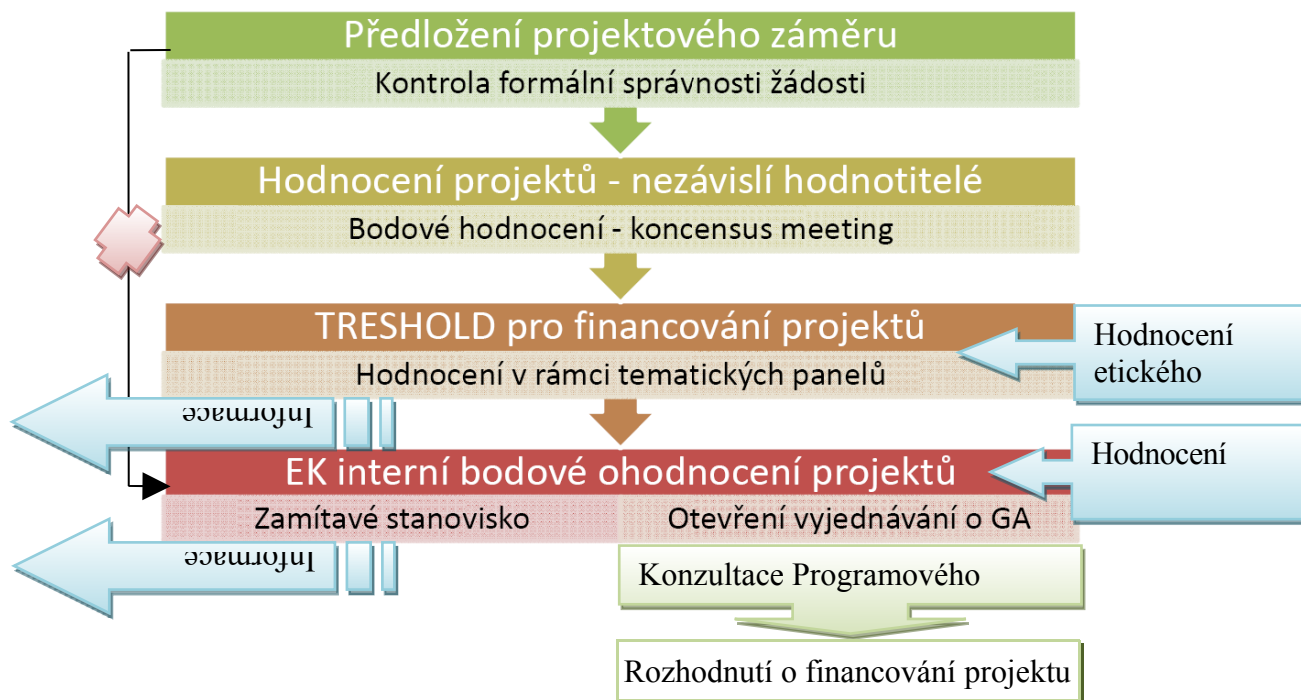 Předložení projektového záměru
Kontrola formální správnosti žádosti
Hodnocení projektů - nezávislí hodnotitelé
Bodové hodnocení - koncensus meeting
TRESHOLD pro financování projektů
Hodnocení v rámci tematických panelů
Hodnocení
etického
Informace
EK interní bodové ohodnocení projektů
Hodnocení
Zamítavé stanovisko
Otevření vyjednávání o GA
Informace
Konzultace Programového
Rozhodnutí o financování projektu